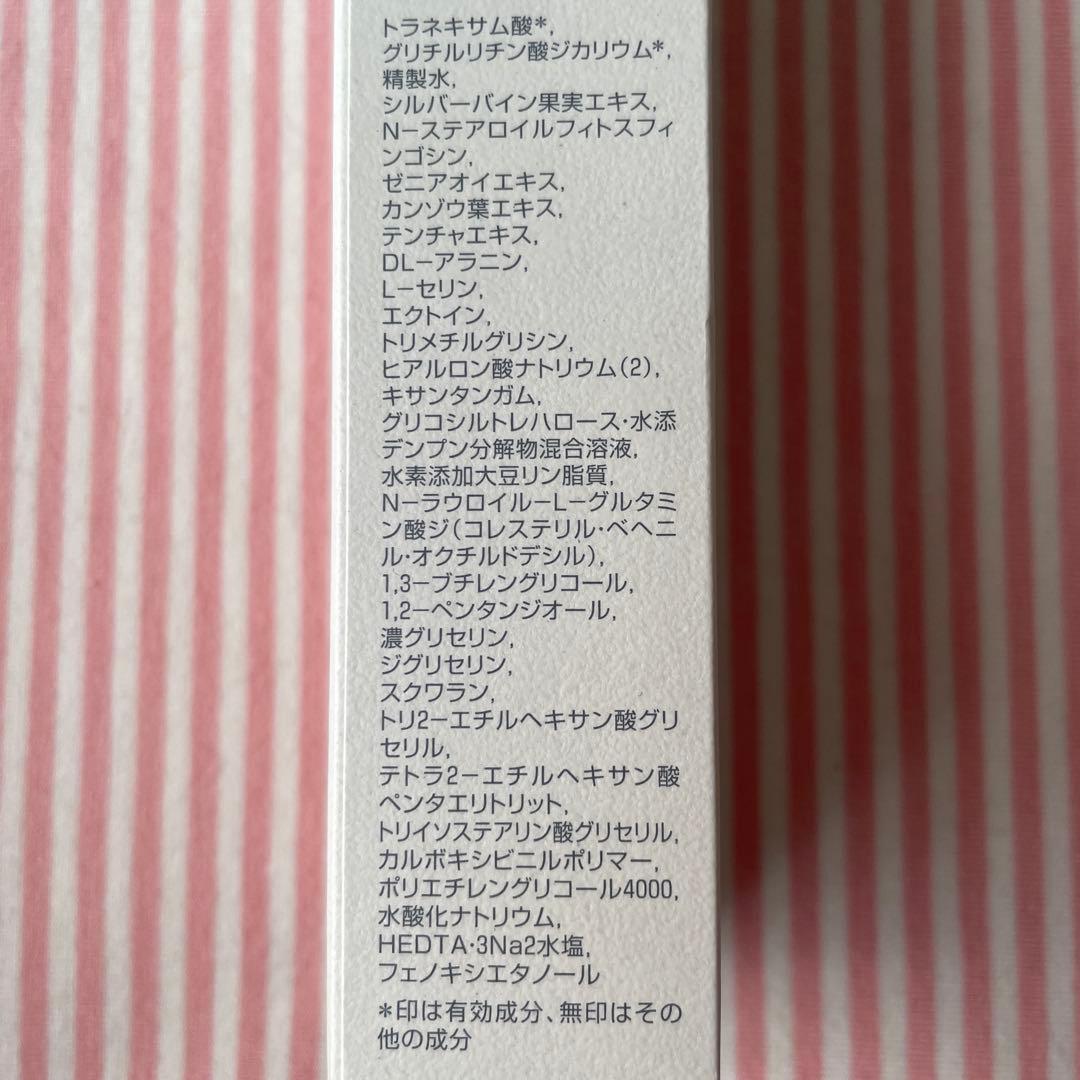 トラネキサム酸*,
グリチルリチン酸ジカリウム*,
精製水,
シルバーバイン果実エキス,
N−ステアロイルフィトスフィ
ンゴシン,
ゼニアオイエキス,
カンゾウ葉エキス,
テンチャエキス,
DL−アラニン,
L−セリン,
エクトイン,
トリメチルグリシン,
ヒアルロン酸ナトリウム(2),
キサンタンガム,
グリコシルトレハロース・水添
デンプン分解物混合溶液,
水素添加大豆リン脂質,
N−ラウロイル−L−グルタミ
ン酸ジ(コレステリル・ベヘニ
ル・オクチルドデシル),
1,3−ブチレングリコール,
1,2−ペンタンジオール,
濃グリセリン,
ジグリセリン,
スクワラン,
トリ2−エチルヘキサン酸グリ
セリル,
テトラ2−エチルヘキサン酸
ペンタエリトリット,
トリイソステアリン酸グリセリル,
カルボキシビニルポリマー,
ポリエチレングリコール4000,
水酸化ナトリウム,
HEDTA・3Na2水塩,
フェノキシエタノール
*印は有効成分、無印はその
他の成分